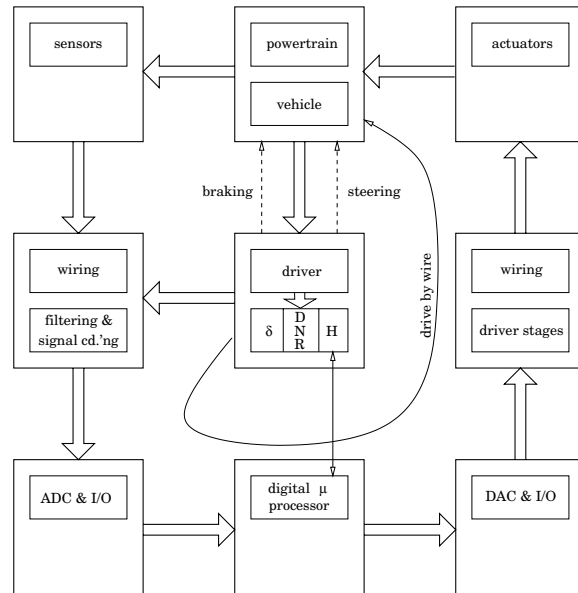 sensors
powertrain
vehicle
actuators
braking
steering
wiring
filtering &
signal cd.'ng
driver
δ
D
N
R
H
drive by wire
wiring
driver stages
ADC & I/O
digital μ
processor
DAC & I/O